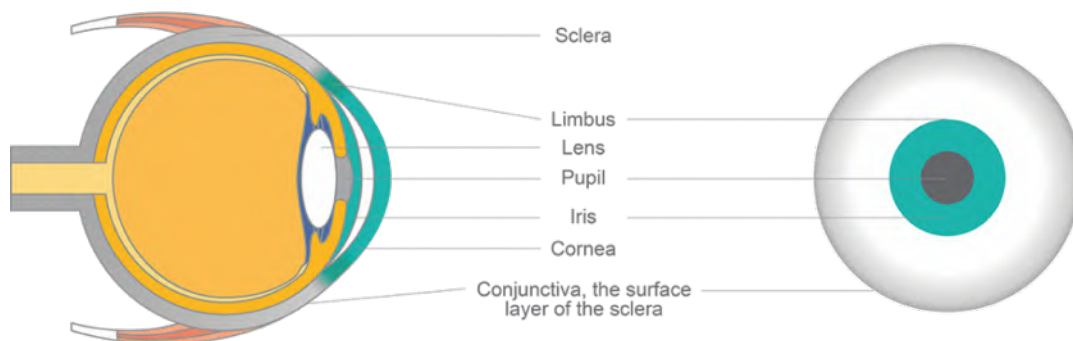 Sclera
Limbus
Lens
Pupil
Iris
Cornea
Conjunctiva, the surface
layer of the sclera